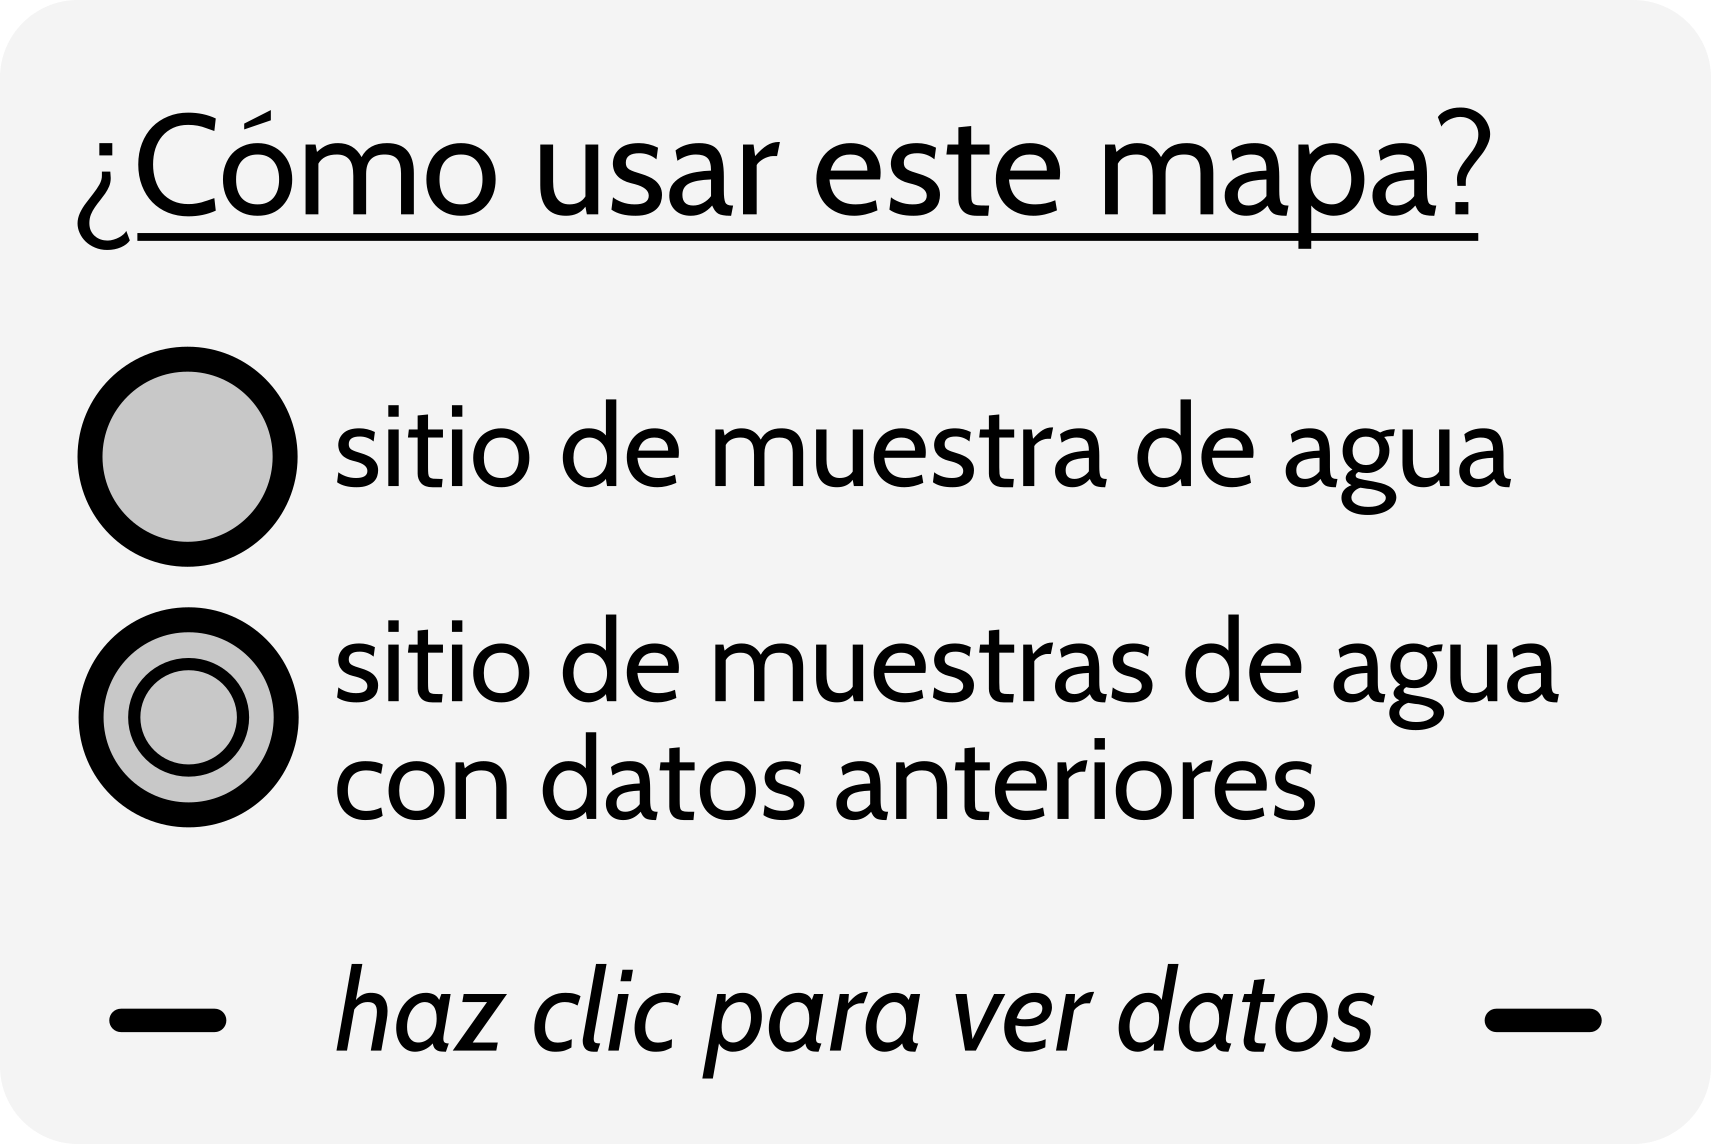 ¿Cómo usar este mapa?
sitio de muestra de agua
sitio de muestras de agua
con datos anteriores
haz clic para ver datos